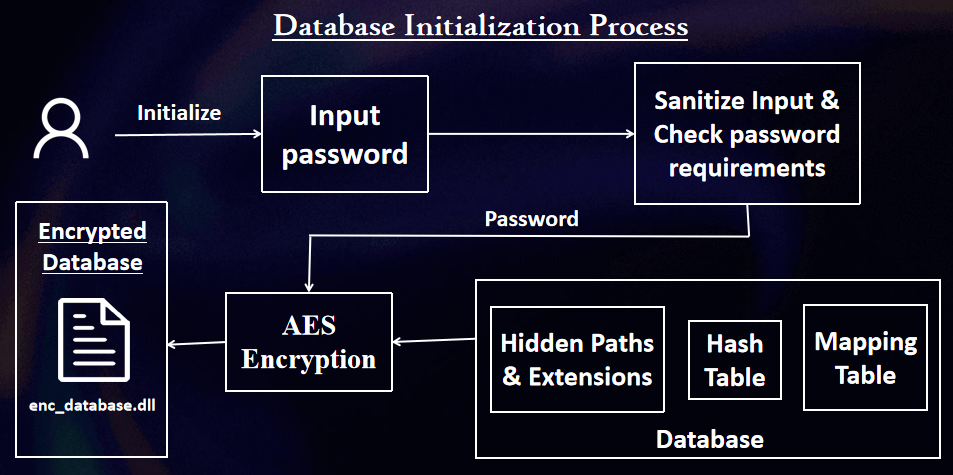 Database Initialization Process
Initialize
Input
password
Sanitize Input &
Check password
requirements
Password
Encrypted
Database
enc_database.dll
AES
Encryption
Hidden Paths
& Extensions
Hash
Table
Mapping
Table
Database